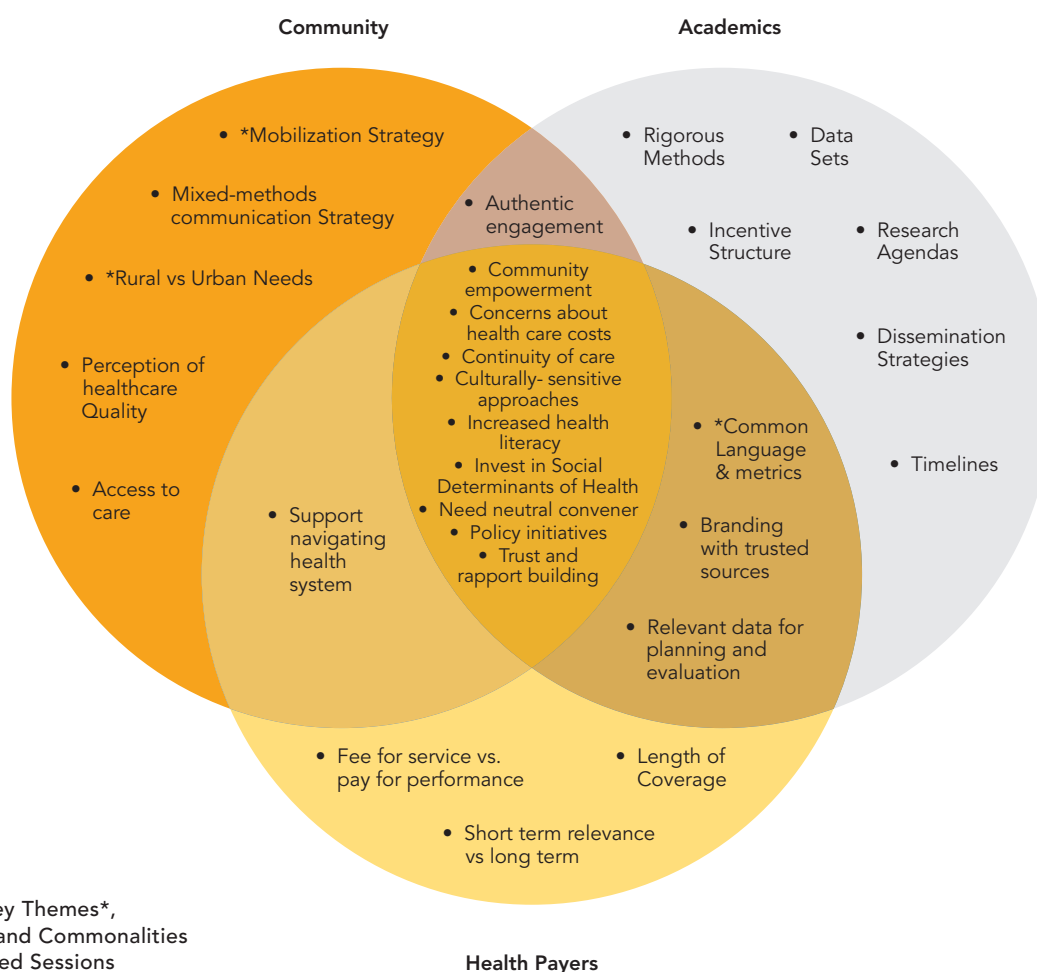 Community
Academics
• *Mobilization Strategy
• Mixed-methods
communication Strategy
• *Rural vs Urban Needs
• Perception of
healthcare
Quality
• Access to
care
• Authentic
engagement
• Rigorous
Methods
• Data
Sets
• Incentive
Structure
• Research
Agendas
• Dissemination
Strategies
• Timelines
• Community
empowerment
• Concerns about
health care costs
• Continuity of care
• Culturally- sensitive
approaches
• Increased health
literacy
• Invest in Social
Determinants of Health
• Need neutral convener
• Policy initiatives
• Trust and
rapport building
• Support
navigating
health
system
• *Common
Language
& metrics
• Branding
with trusted
sources
• Relevant data for
planning and
evaluation
• Fee for service vs.
pay for performance
• Length of
Coverage
• Short term relevance
vs long term
Themes*,
and Commonalities
Sessions
Health Payers